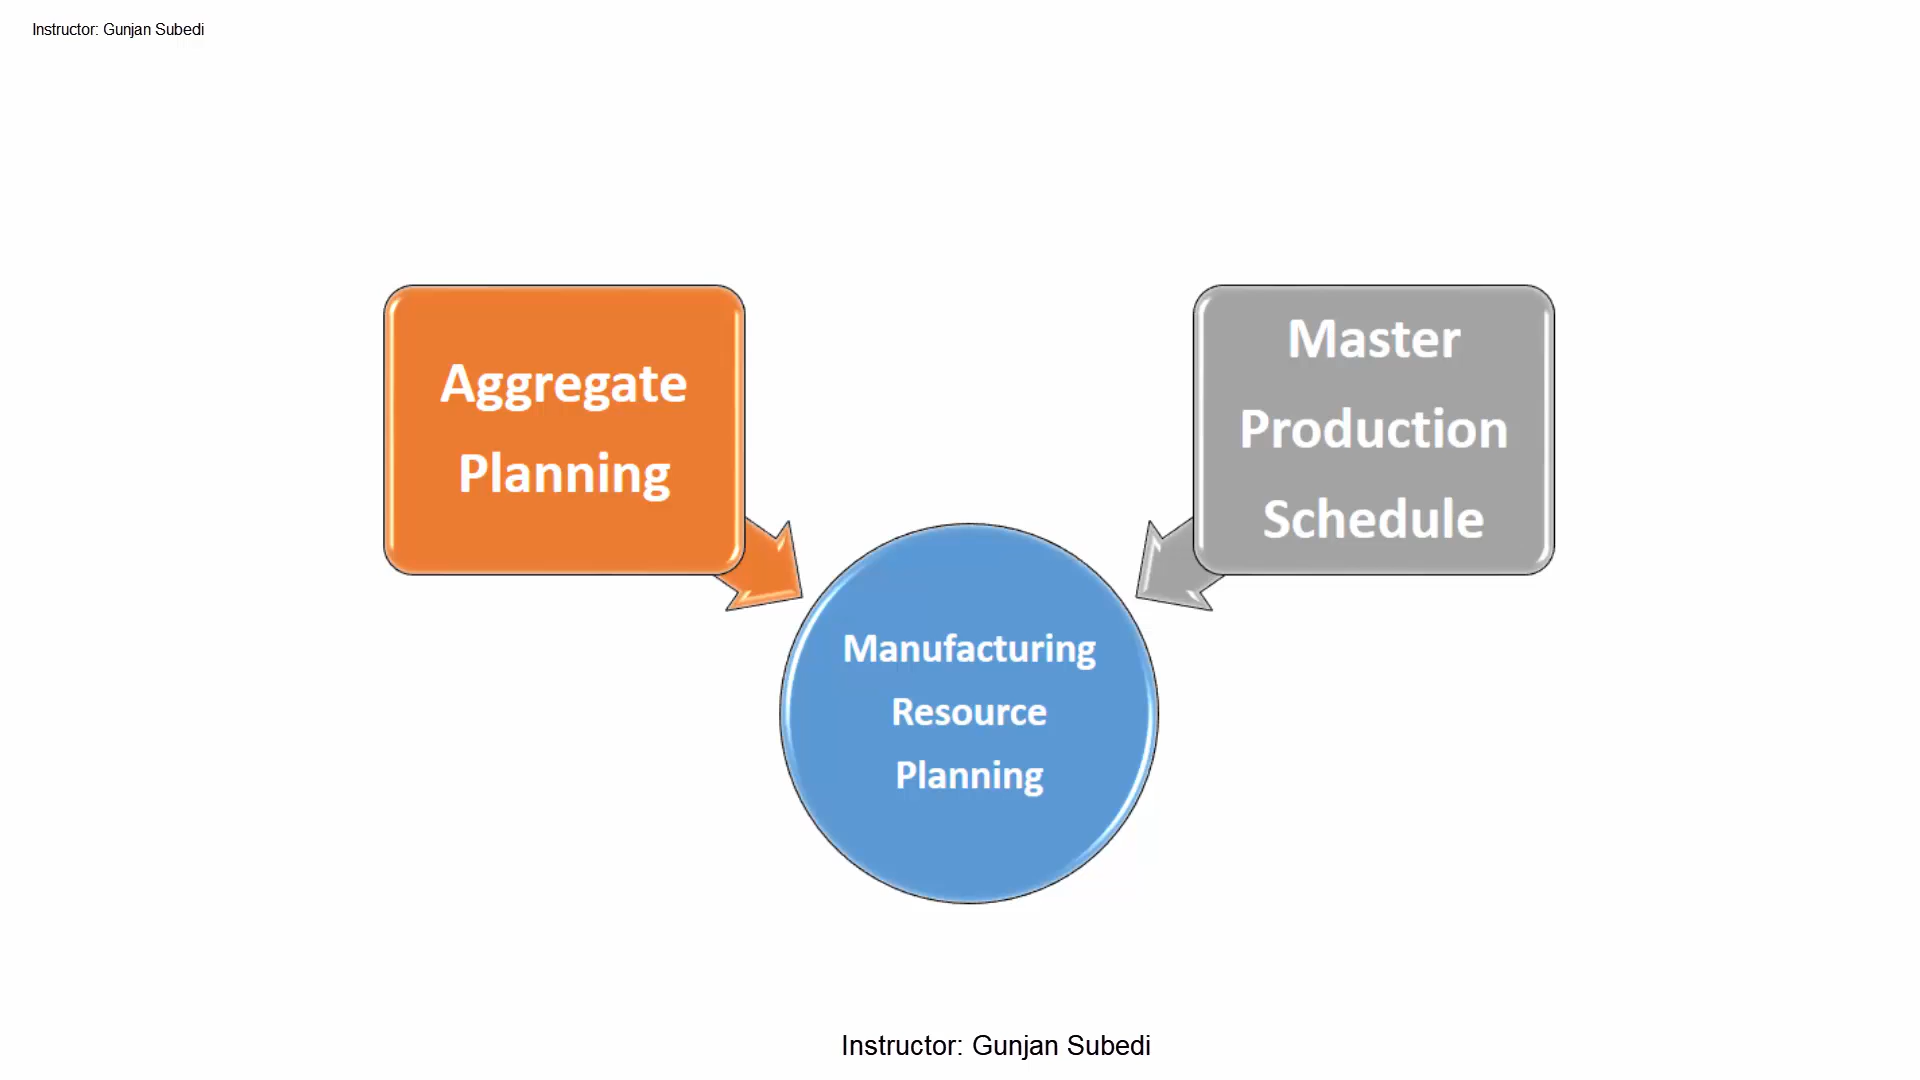 Instructor: Gunjan Subedi
Aggregate
Planning
Master
Production
Schedule
Manufacturing
Resource
Planning
Instructor: Gunjan Subedi